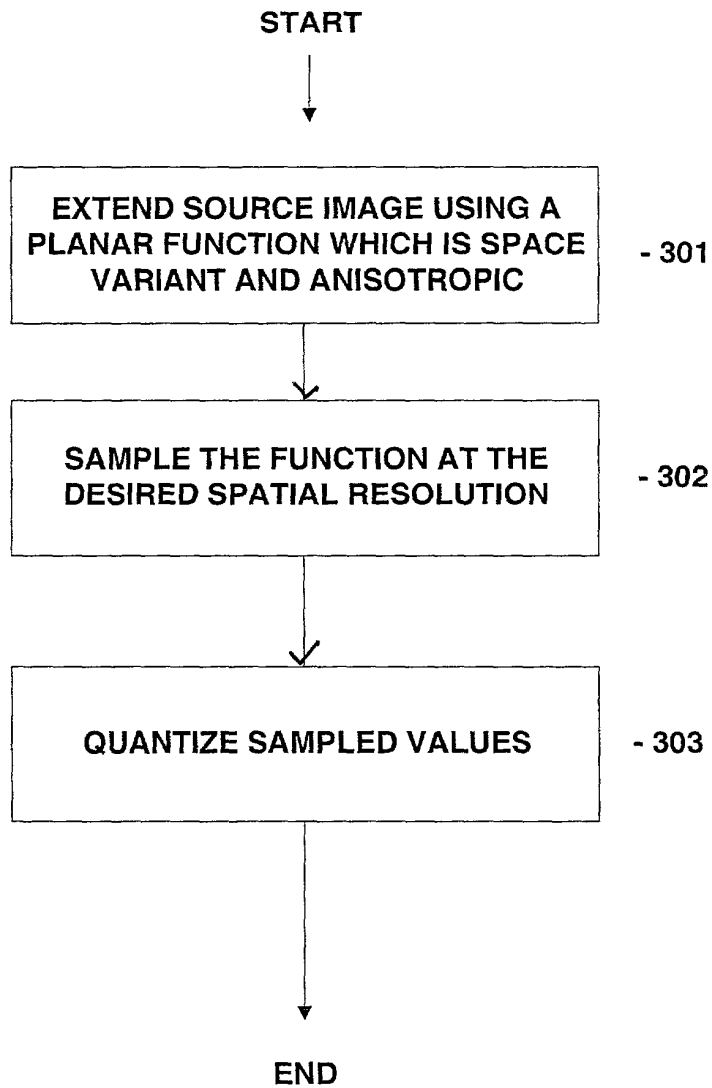 START
EXTEND SOURCE IMAGE USING A
PLANAR FUNCTION WHICH IS SPACE
VARIANT AND ANISOTROPIC
- 301
SAMPLE THE FUNCTION AT THE
DESIRED SPATIAL RESOLUTION
- 302
QUANTIZE SAMPLED VALUES
- 303
END